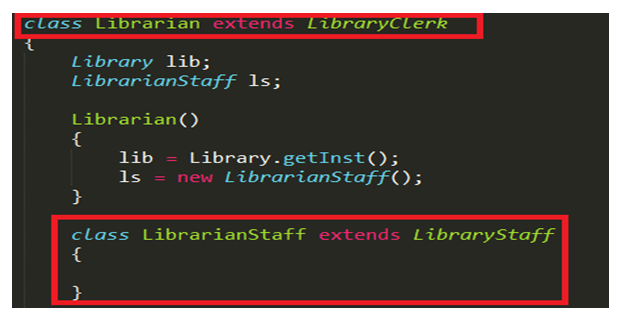 class Librarian extends LibraryClerk
{
Library lib;
LibrarianStaff ls;
Librarian()
{
lib = Library.getInst();
ls = new LibrarianStaff();
}
class LibrarianStaff extends LibraryStaff
{
}